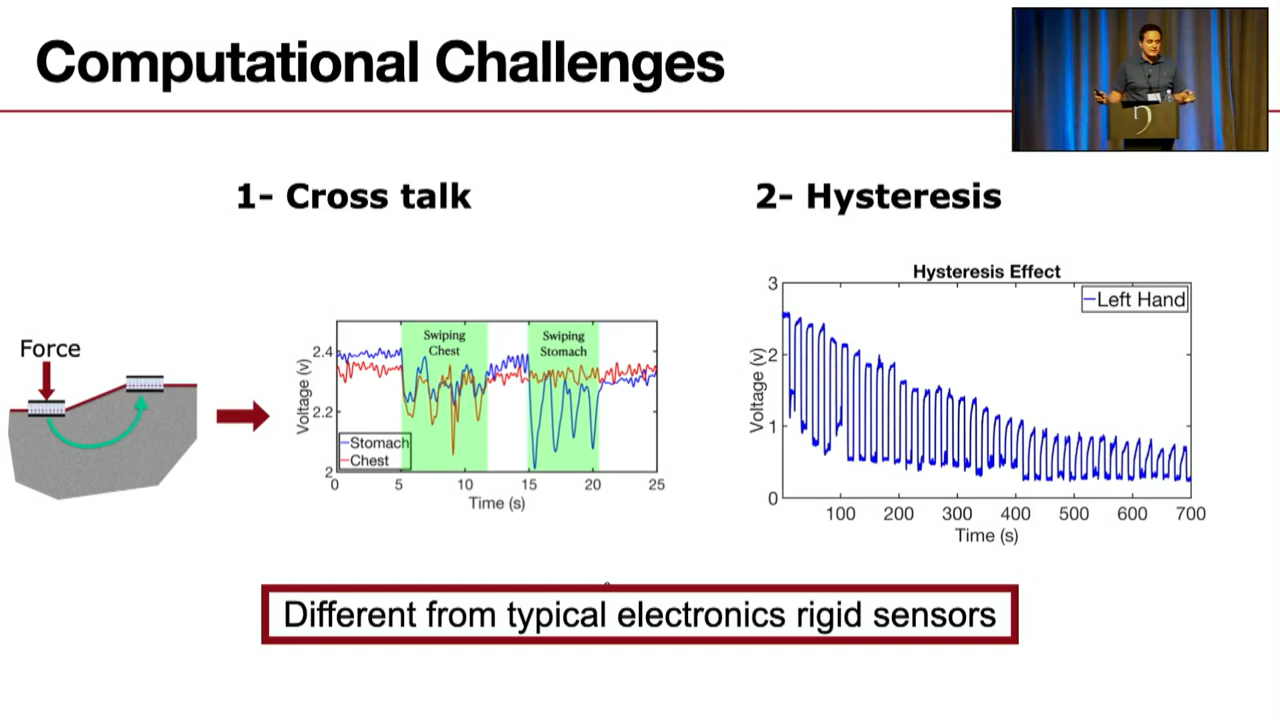 Computational Challenges
1- Cross talk
2- Hysteresis
Force
Voltage (v)
2.4
2.2
2
Swiping
Chest
Swiping
Stomach
Stomach
Chest
0 5 10 15 20 25
Time (s)
Hysteresis Effect
Left Hand
Voltage (v)
3
2
1
0
100 200 300 400 500 600 700
Time (s)
Different from typical electronics rigid sensors